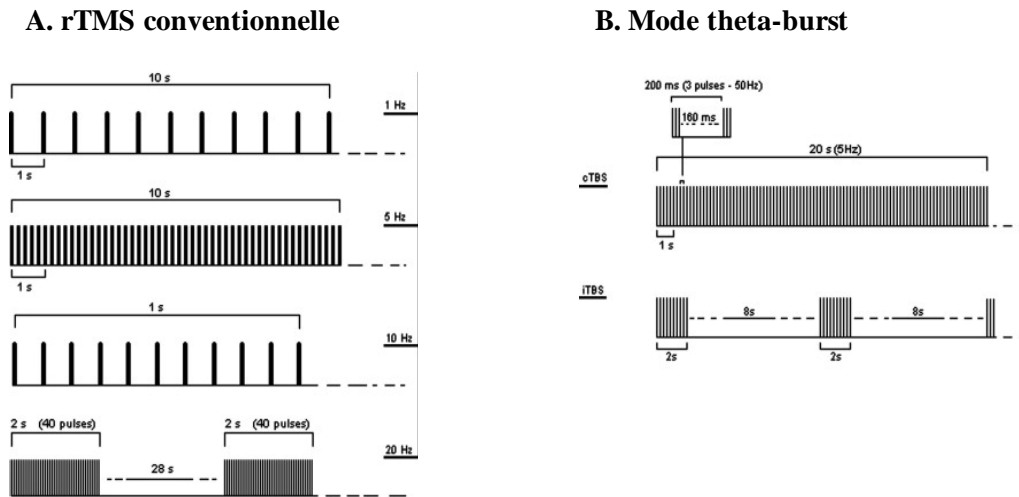 A. rTMS conventionnelle
10 s
1 Hz
1 s
10 s
5 Hz
1 s
1 s
10 Hz
2 s (40 pulses)
2 s (40 pulses)
20 Hz
28 s
B. Mode theta-burst
200 ms (3 pulses - 50Hz)
160 ms
20 s (5Hz)
cTBS
1 s
iTBS
8s
8s
2s
2s